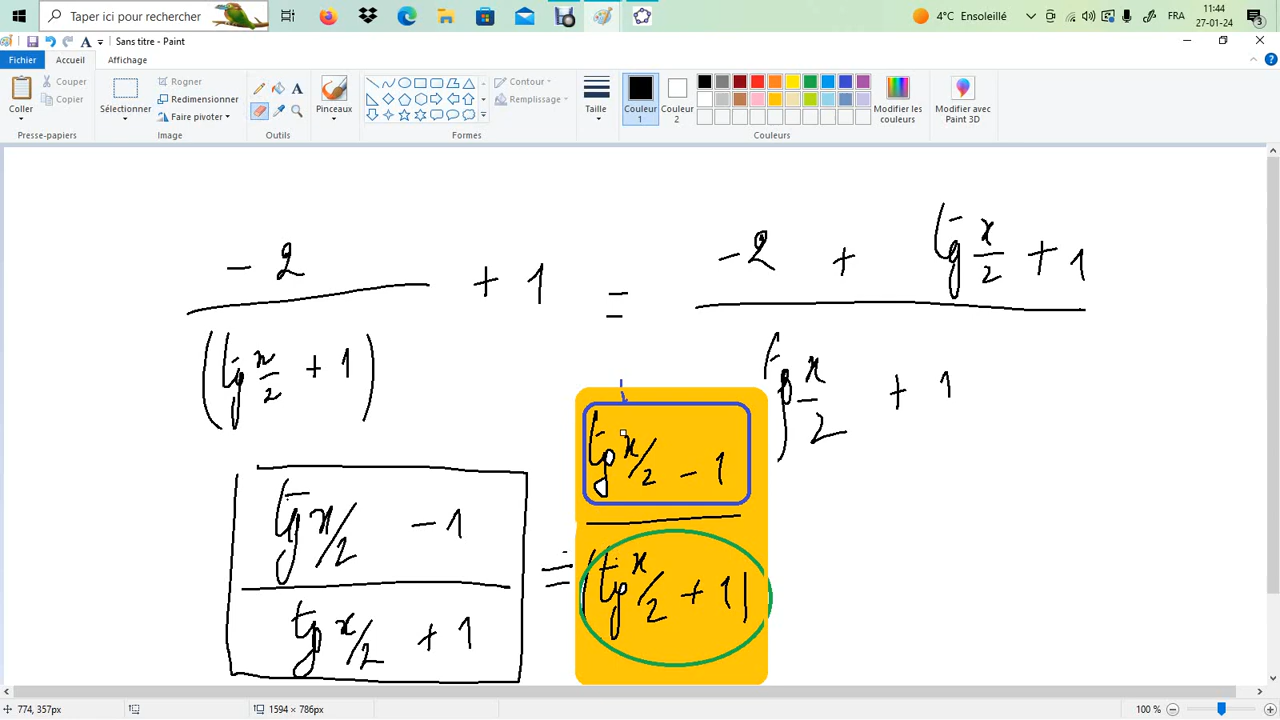 Taper ici pour rechercher
4°C Ensoleillé
FRA
11:44
27-01-24
3
Sans titre - Paint
Fichier Accueil Affichage
Coller
Couper
Copier
Presse-papiers
Sélectionner
Rogner
Redimensionner
Faire pivoter
Image
A
Outils
Pinceaux
Contour
Remplissage
Formes
Taille
Couleur 1
Couleur 2
Modifier les couleurs
Couleurs
Modifier avec Paint 3D
-2 / (tg x/2 + 1) + 1 = (-2 + tg x/2 + 1) / (tg x/2 + 1)
(tg x/2 - 1) / (tg x/2 + 1) = (tg x/2 - 1) / (tg x/2 + 1)
774, 357px
1594 × 786px
100 %